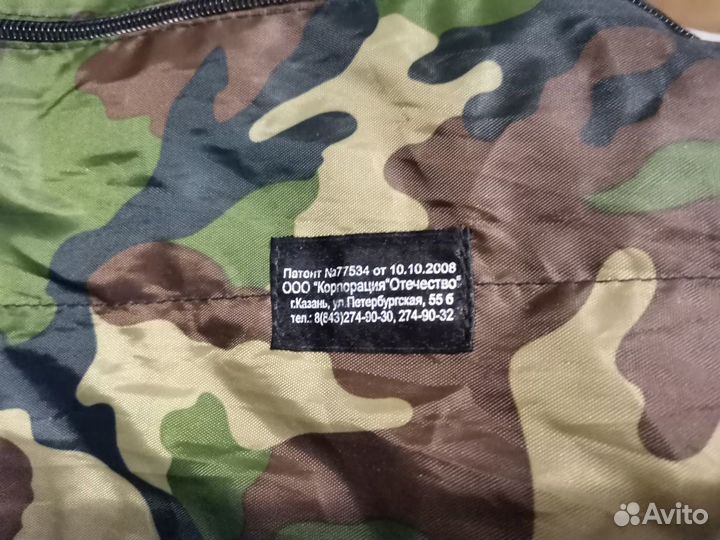 Патент №77534 от 10.10.2008
ООО "Корпорация"Отечество"
г.Казань, ул.Петербургская, 55 б
тел.: 8(843)274-90-30, 274-90-32
Avito